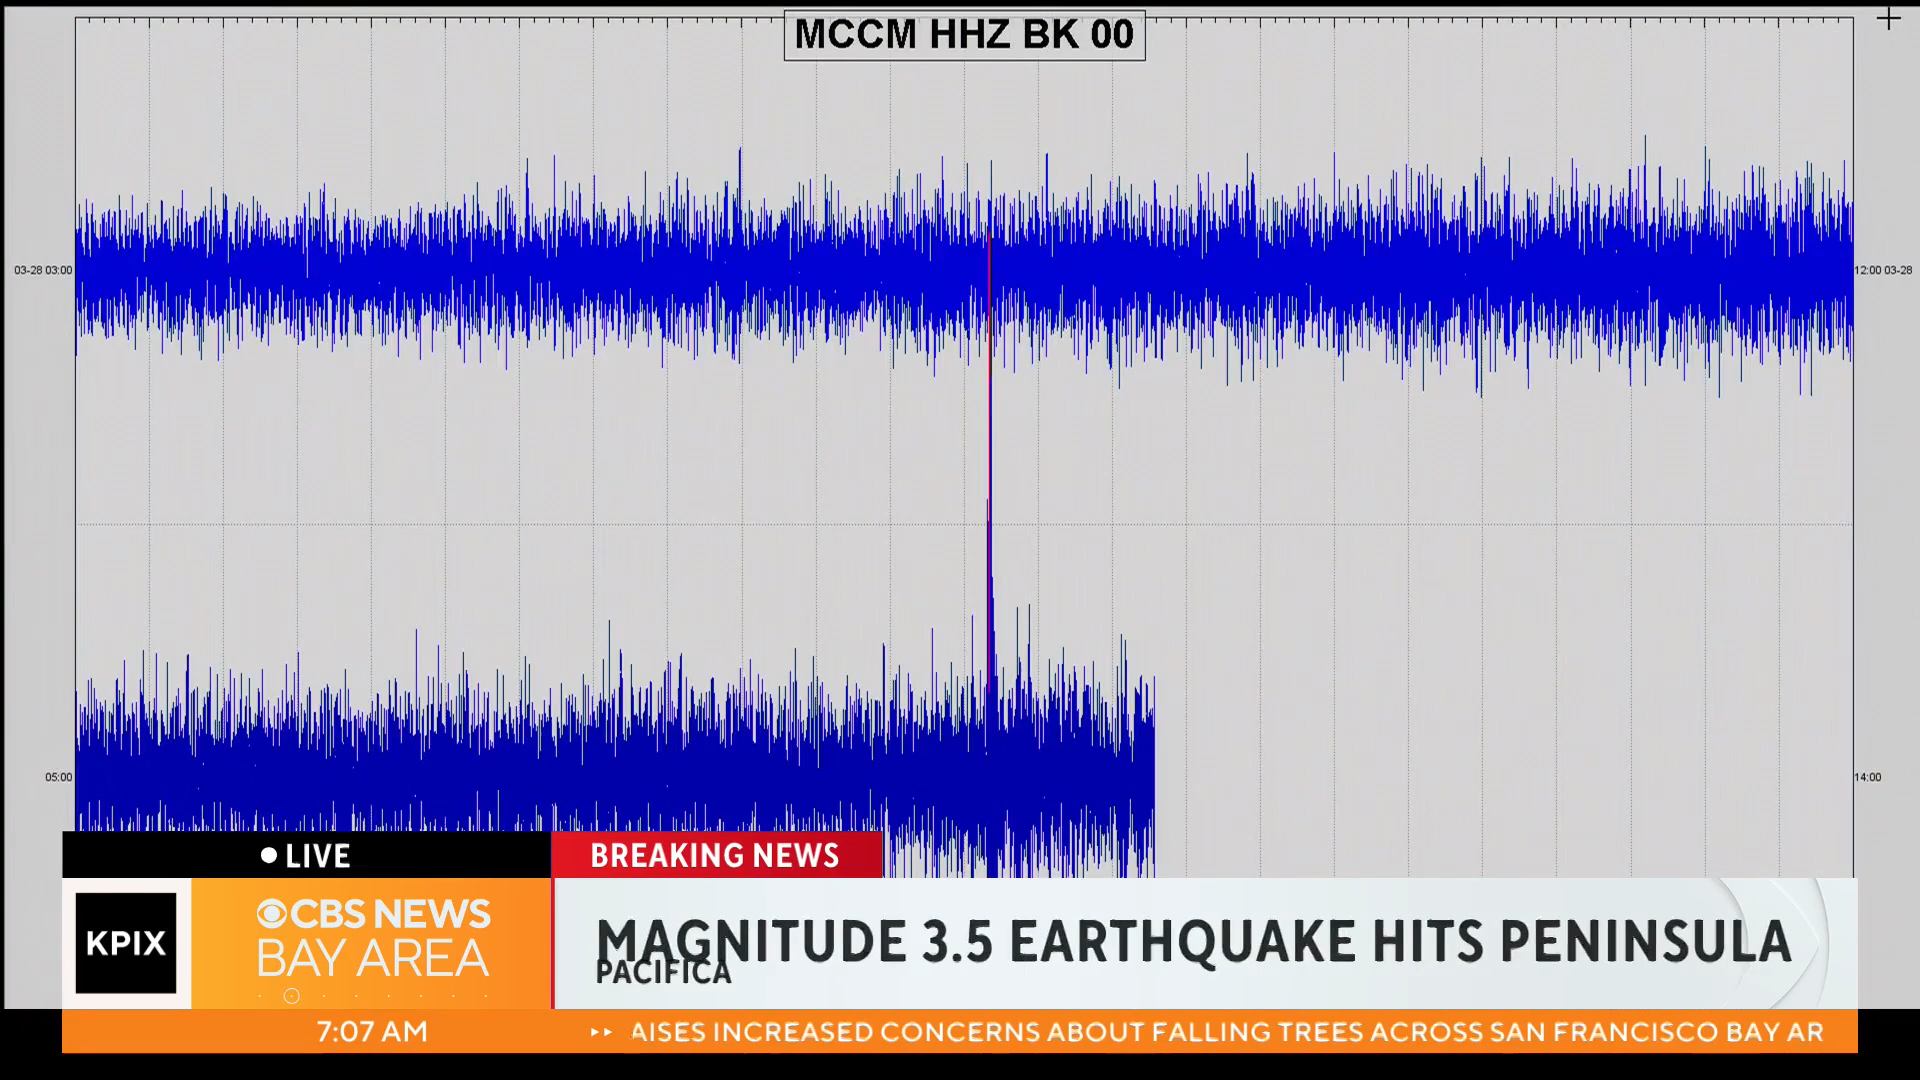 MCCM HHZ BK 00
03-28 03:00
12:00 03-28
05:00
14:00
LIVE
BREAKING NEWS
KPIX
CBS NEWS
BAY AREA
MAGNITUDE 3.5 EARTHQUAKE HITS PENINSULA
PACIFICA
7:07 AM
AISES INCREASED CONCERNS ABOUT FALLING TREES ACROSS SAN FRANCISCO BAY AR